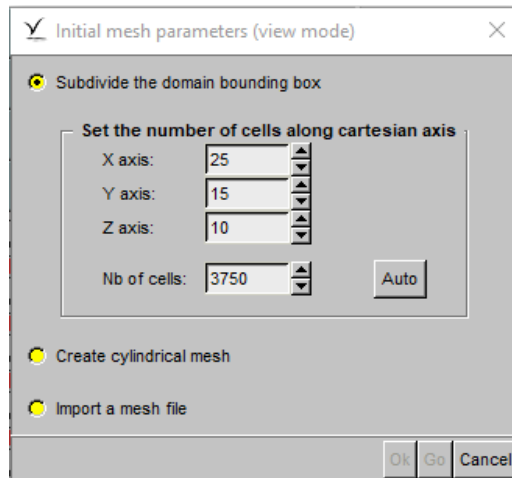 Initial mesh parameters (view mode)
Subdivide the domain bounding box
Set the number of cells along cartesian axis
X axis: 25
Y axis: 15
Z axis: 10
Nb of cells: 3750 Auto
Create cylindrical mesh
Import a mesh file
Ok Go Cancel